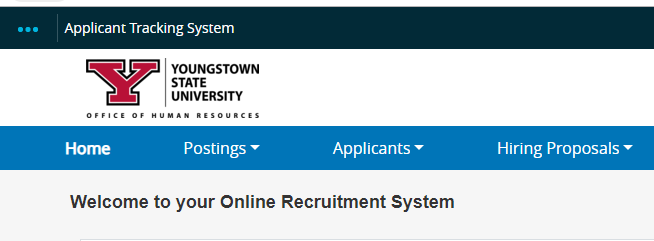 Applicant Tracking System
Y YOUNGSTOWN
STATE
UNIVERSITY
OFFICE OF HUMAN RESOURCES
Home Postings Applicants Hiring Proposals
Welcome to your Online Recruitment System